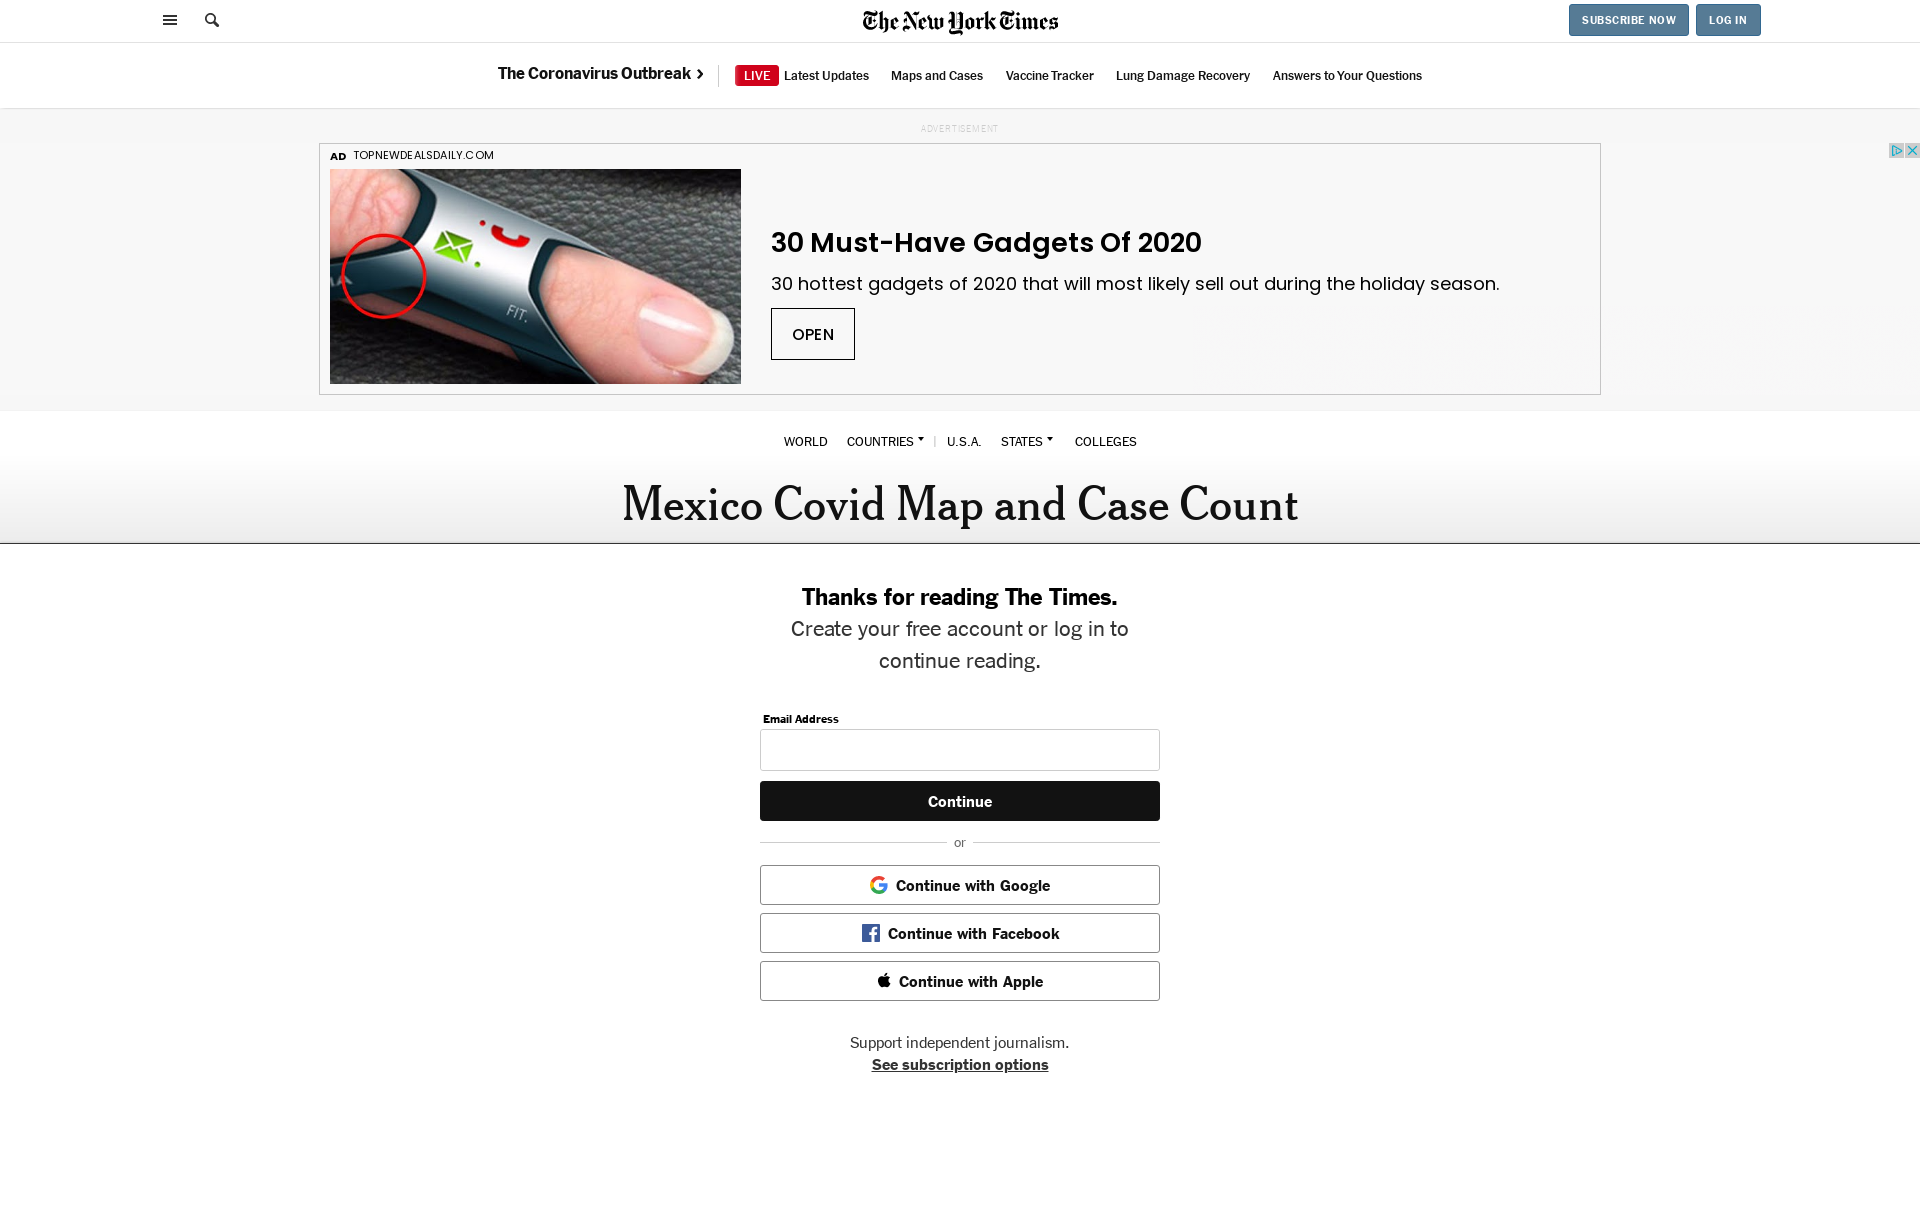 The New York Times
SUBSCRIBE NOW
LOG IN
The Coronavirus Outbreak
LIVE Latest Updates
Maps and Cases
Vaccine Tracker
Lung Damage Recovery
Answers to Your Questions
ADVERTISEMENT
AD TOPNEWDEALSDAILY.COM
FIT.
30 Must-Have Gadgets Of 2020
30 hottest gadgets of 2020 that will most likely sell out during the holiday season.
OPEN
WORLD COUNTRIES | U.S.A. STATES COLLEGES
Mexico Covid Map and Case Count
Thanks for reading The Times.
Create your free account or log in to
continue reading.
Email Address
Continue
or
Continue with Google
Continue with Facebook
Continue with Apple
Support independent journalism.
See subscription options